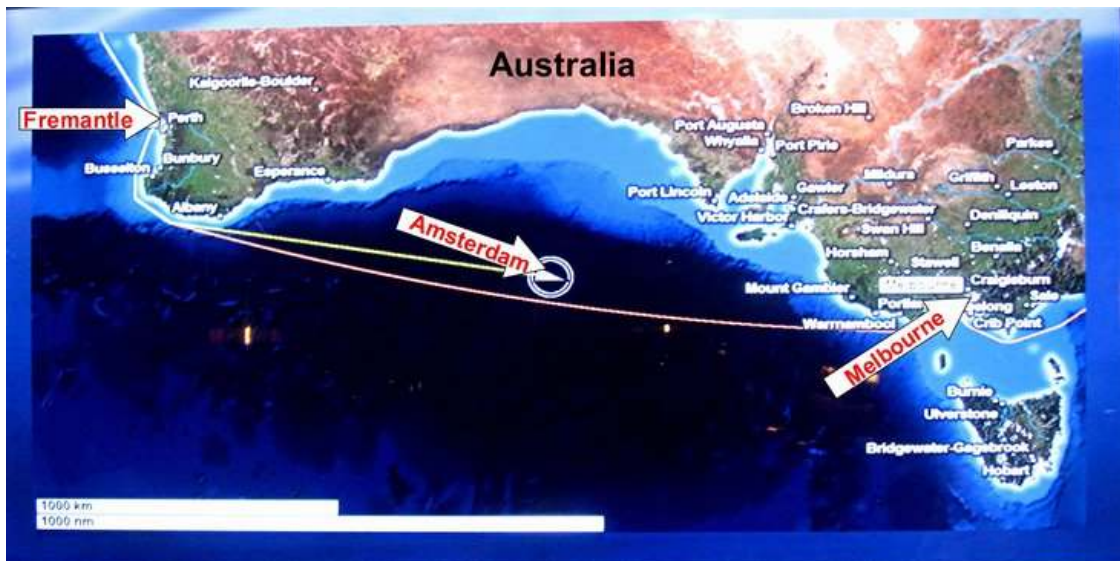 Australia
Kalgoorlie-Boulder
Broken Hill
Fremantle
Perth
Port Augusta
Whyalla
Port Pirie
Parkes
Busselton
Bunbury
Esperance
Mildura
Griffith
Leeton
Port Lincoln
Adelaide
Gawler
Albany
Victor Harbor
Crafers-Bridgewater
Swan Hill
Deniliquin
Amsterdam
Horsham
Stawell
Benalla
Mount Gambier
Melbourne
Craigieburn
Sale
Warrnambool
Crib Point
Melbourne
Burnie
Ulverstone
Bridgewater-Gagebrook
Hobart
1000 km
1000 nm